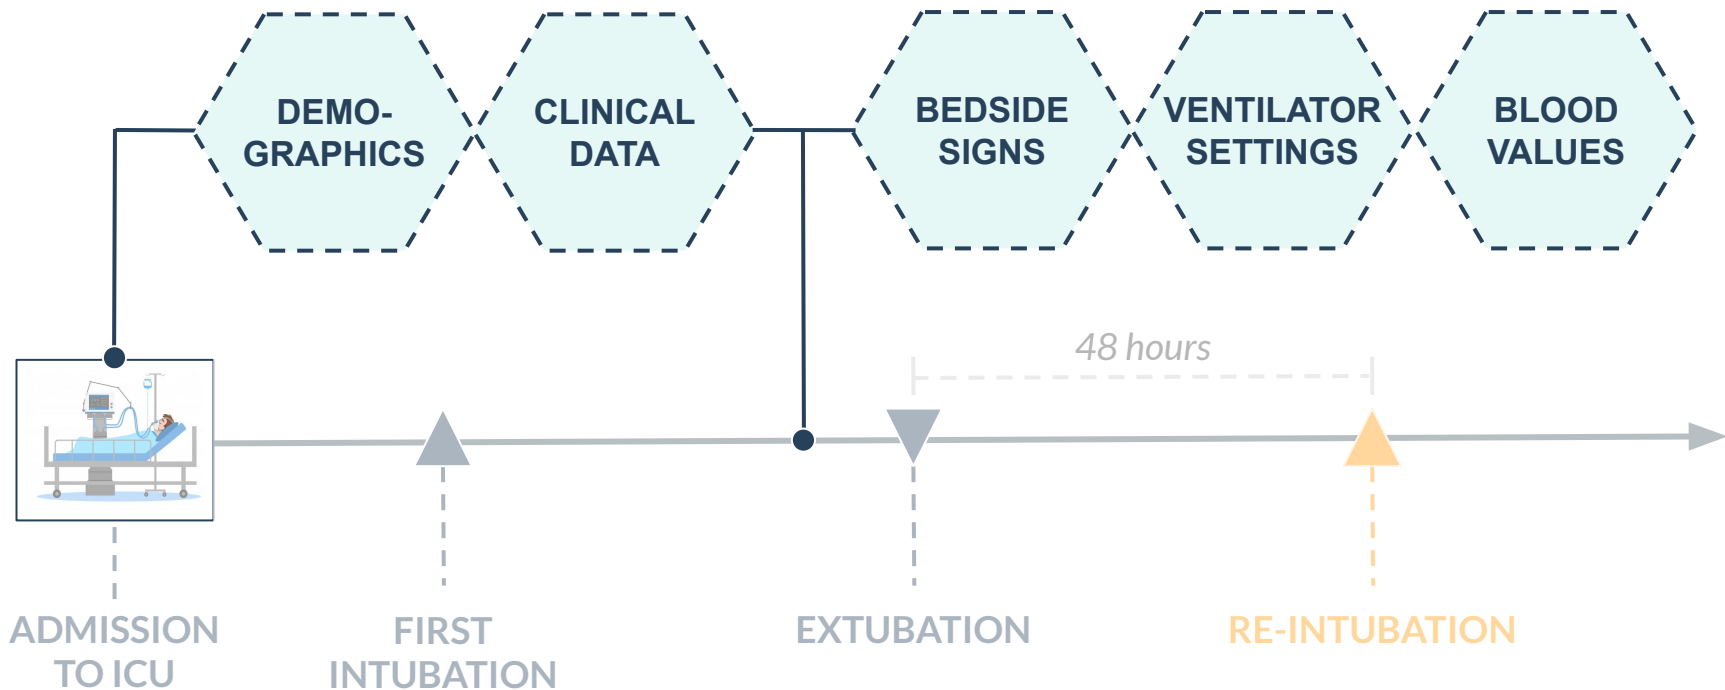 DEMO-
GRAPHICS
CLINICAL
DATA
BEDSIDE
SIGNS
VENTILATOR
SETTINGS
BLOOD
VALUES
48 hours
ADMISSION
TO ICU
FIRST
INTUBATION
EXTUBATION
RE-INTUBATION